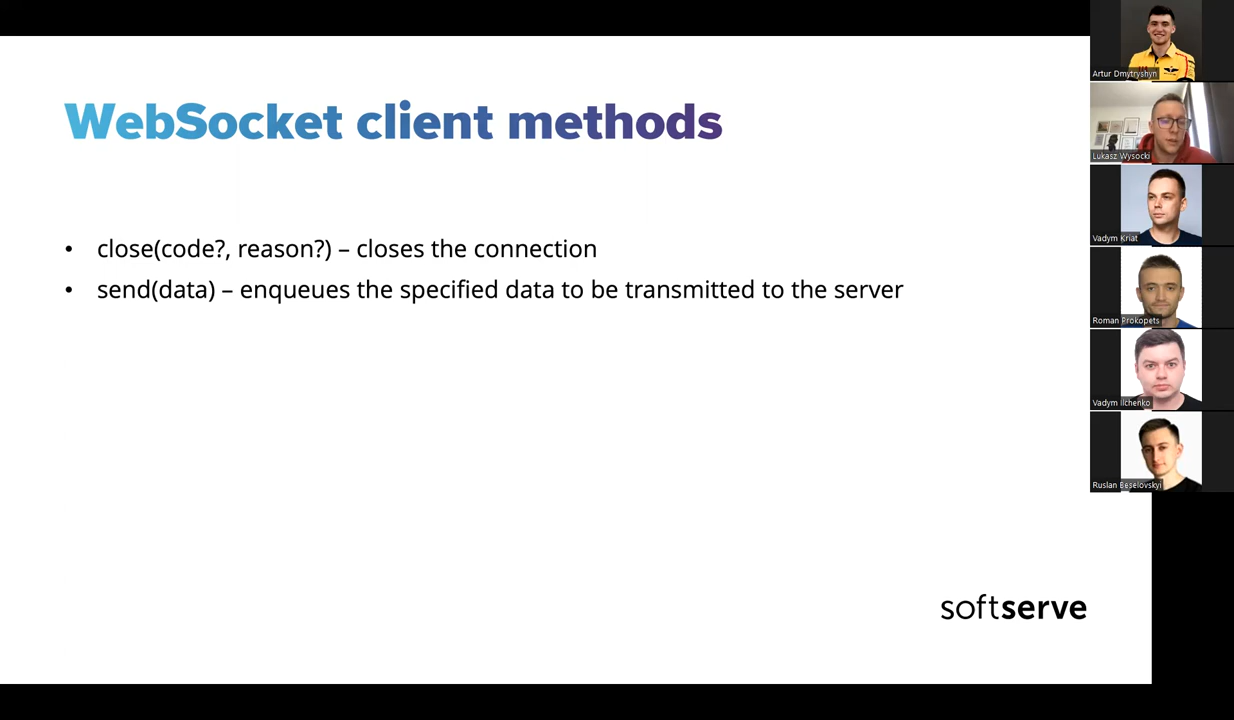 WebSocket client methods
• close(code?, reason?) – closes the connection
• send(data) – enqueues the specified data to be transmitted to the server
softserve
Artur Dmytryshyn
Lukasz Wysocki
Vadym Kriat
Roman Prokopets
Vadym Ilchenko
Ruslan Beselovskyi